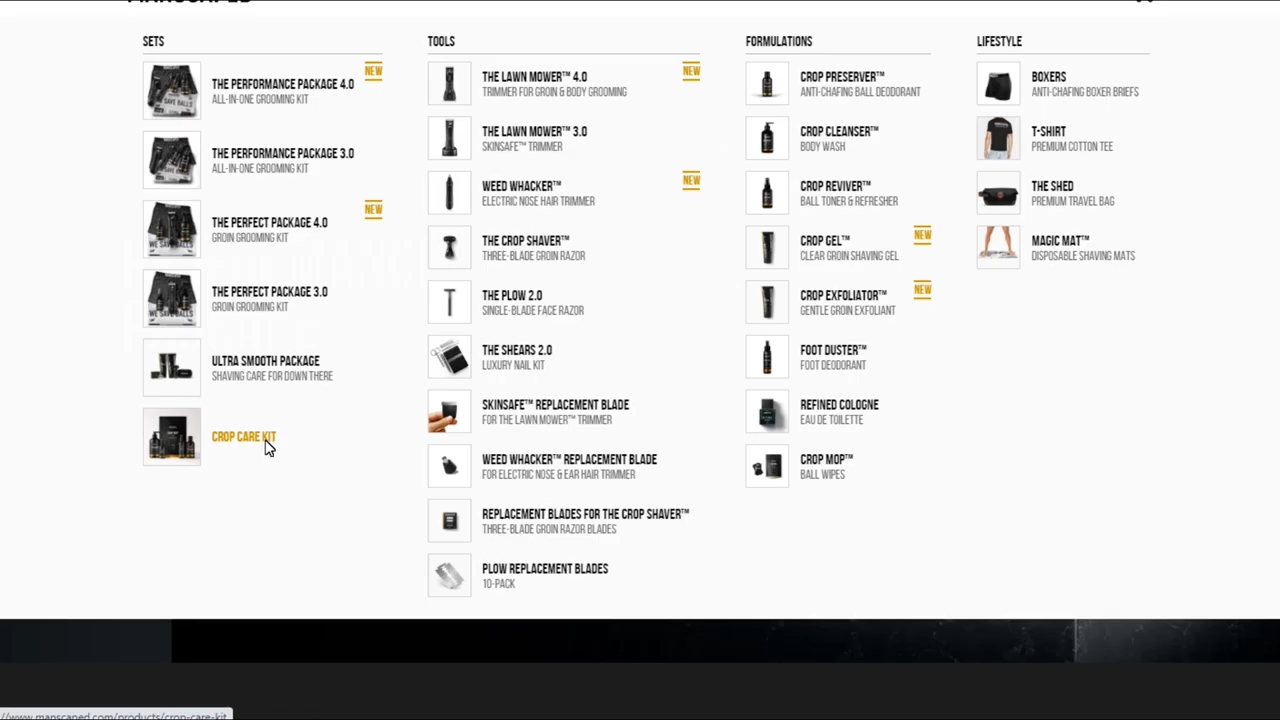 MANSCAPED
SETS
THE PERFORMANCE PACKAGE 4.0
ALL-IN-ONE GROOMING KIT
NEW
THE PERFORMANCE PACKAGE 3.0
ALL-IN-ONE GROOMING KIT
THE PERFECT PACKAGE 4.0
GROIN GROOMING KIT
NEW
THE PERFECT PACKAGE 3.0
GROIN GROOMING KIT
ULTRA SMOOTH PACKAGE
SHAVING CARE FOR DOWN THERE
CROP CARE KIT
TOOLS
THE LAWN MOWER™ 4.0
TRIMMER FOR GROIN & BODY GROOMING
NEW
THE LAWN MOWER™ 3.0
SKINSAFE™ TRIMMER
WEED WHACKER™
ELECTRIC NOSE HAIR TRIMMER
NEW
THE CROP SHAVER™
THREE-BLADE GROIN RAZOR
THE PLOW 2.0
SINGLE-BLADE FACE RAZOR
THE SHEARS 2.0
LUXURY NAIL KIT
SKINSAFE™ REPLACEMENT BLADE
FOR THE LAWN MOWER™ TRIMMER
WEED WHACKER™ REPLACEMENT BLADE
FOR ELECTRIC NOSE & EAR HAIR TRIMMER
REPLACEMENT BLADES FOR THE CROP SHAVER™
THREE-BLADE GROIN RAZOR BLADES
PLOW REPLACEMENT BLADES
10-PACK
FORMULATIONS
CROP PRESERVER™
ANTI-CHAFING BALL DEODORANT
CROP CLEANSER™
BODY WASH
CROP REVIVER™
BALL TONER & REFRESHER
CROP GEL™
CLEAR GROIN SHAVING GEL
NEW
CROP EXFOLIATOR™
GENTLE GROIN EXFOLIANT
NEW
FOOT DUSTER™
FOOT DEODORANT
REFINED COLOGNE
EAU DE TOILETTE
CROP MOP™
BALL WIPES
LIFESTYLE
BOXERS
ANTI-CHAFING BOXER BRIEFS
T-SHIRT
PREMIUM COTTON TEE
THE SHED
PREMIUM TRAVEL BAG
MAGIC MAT™
DISPOSABLE SHAVING MATS
//www.manscaped.com/products/crop-care-kit